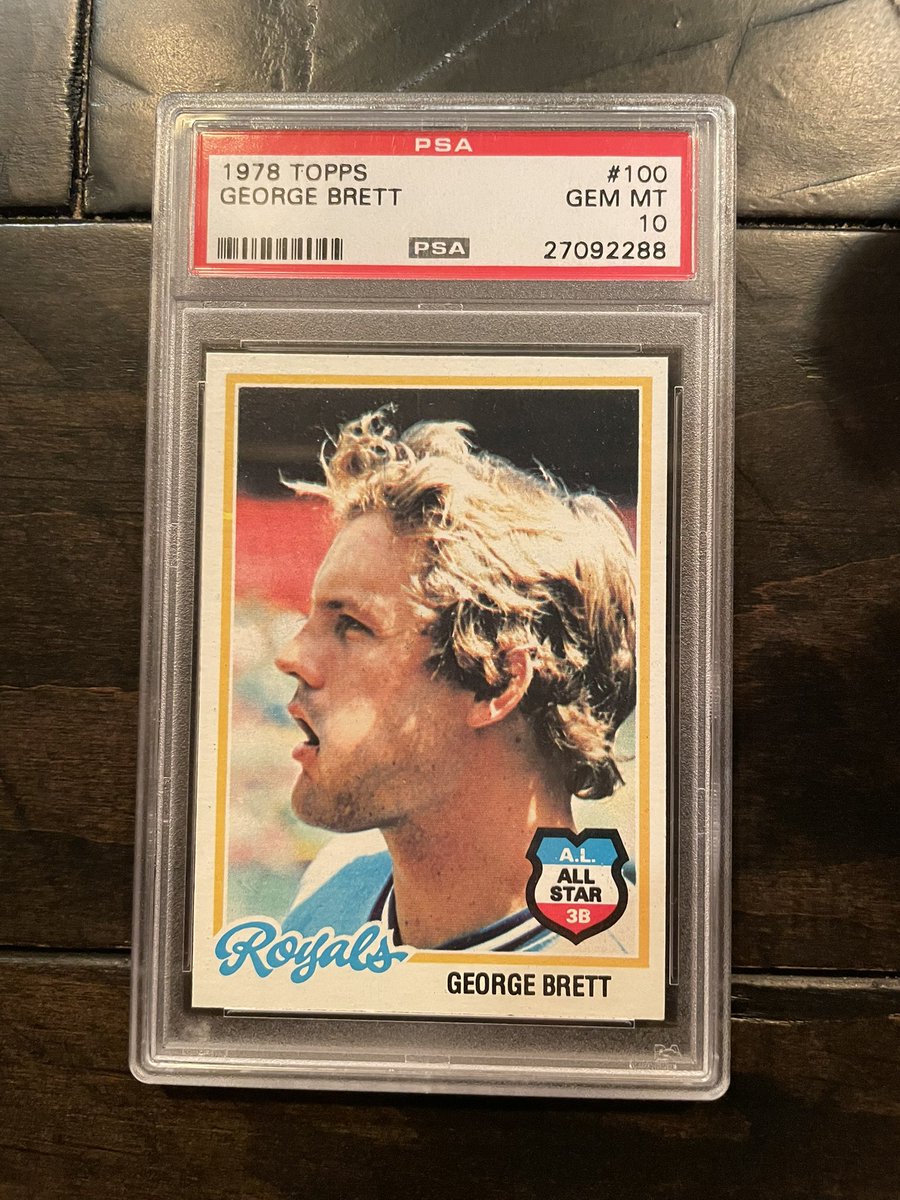 PSA
1978 TOPPS #100
GEORGE BRETT GEM MT
10
PSA 27092288
A.L.
ALL
STAR
3B
Royals
GEORGE BRETT